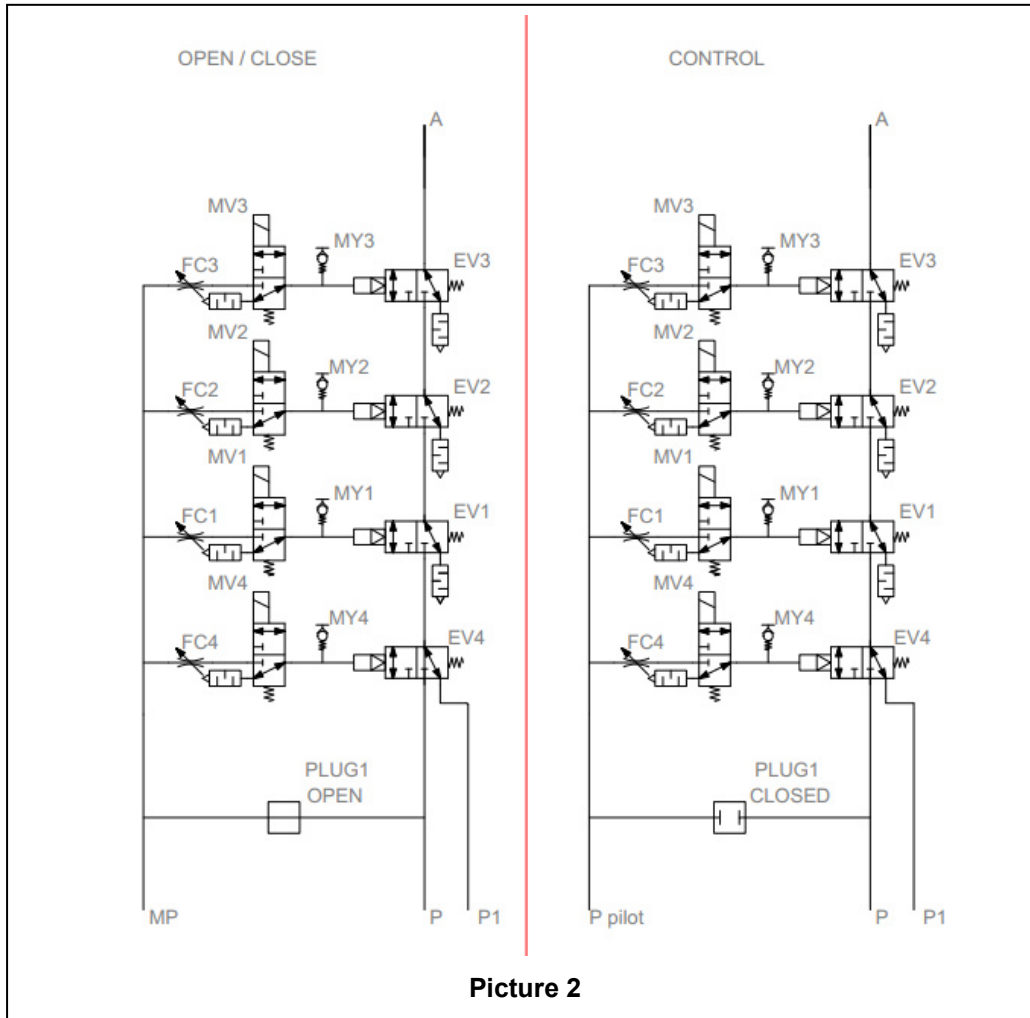 OPEN / CLOSE
CONTROL
A
MV3
MY3
FC3
EV3
MV2
MY2
FC2
EV2
MV1
MY1
FC1
EV1
MV4
MY4
FC4
EV4
PLUG1
OPEN
MP
P
P1
A
MV3
MY3
FC3
EV3
MV2
MY2
FC2
EV2
MV1
MY1
FC1
EV1
MV4
MY4
FC4
EV4
PLUG1
CLOSED
P pilot
P
P1
Picture 2